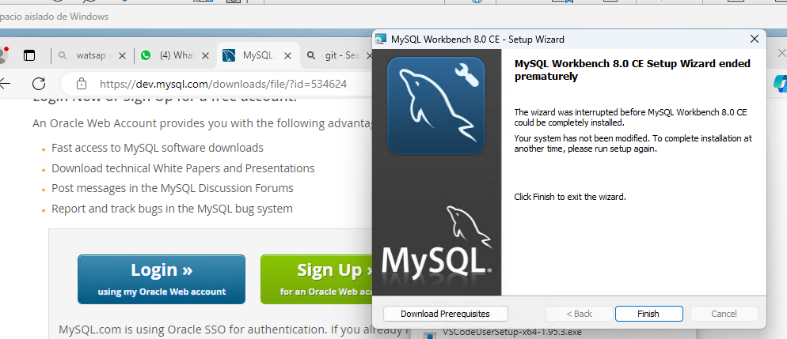 pacio aislado de Windows
watsap
(4) What
MySQL
git - Sea
https://dev.mysql.com/downloads/file/?id=534624
Login Now or Sign Up for a free account.
An Oracle Web Account provides you with the following advantag
• Fast access to MySQL software downloads
• Download technical White Papers and Presentations
• Post messages in the MySQL Discussion Forums
• Report and track bugs in the MySQL bug system
Login »
using my Oracle Web account
Sign Up »
for an Oracle Web
MySQL.com is using Oracle SSO for authentication. If you already
MySQL Workbench 8.0 CE - Setup Wizard
MySQL Workbench 8.0 CE Setup Wizard ended
prematurely
The wizard was interrupted before MySQL Workbench 8.0 CE
could be completely installed.
Your system has not been modified. To complete installation at
another time, please run setup again.
Click Finish to exit the wizard.
MySQL®
Download Prerequisites
< Back
Finish
Cancel
VSCodeUserSetup-x64-1.95.3.exe